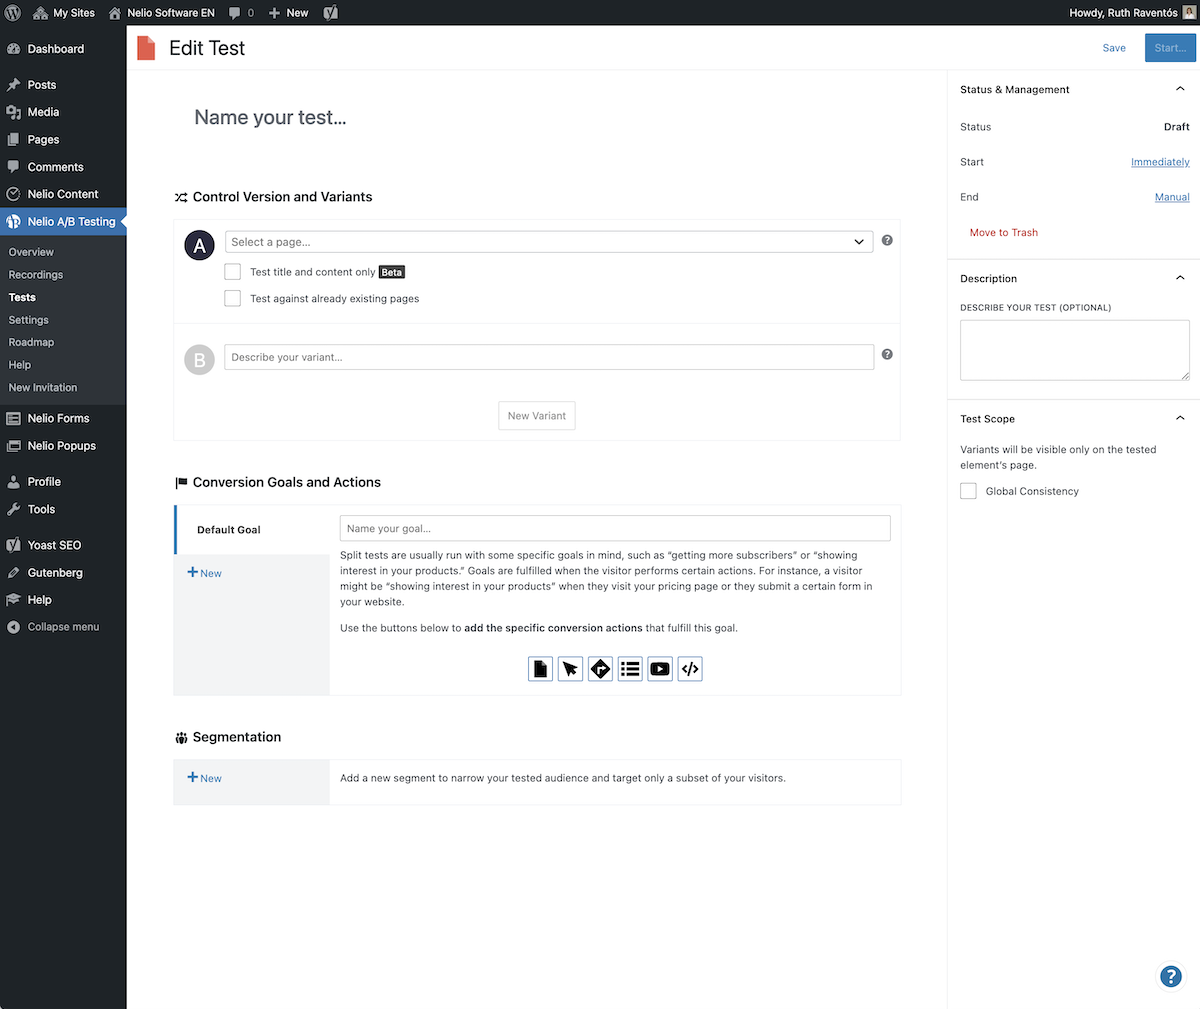 My Sites
Nelio Software EN
0
New
Howdy, Ruth Raventós
Dashboard
Posts
Media
Pages
Comments
Nelio Content
Nelio A/B Testing
Overview
Recordings
Tests
Settings
Roadmap
Help
New Invitation
Nelio Forms
Nelio Popups
Profile
Tools
Yoast SEO
Gutenberg
Help
Collapse menu
Edit Test
Save
Start...
Name your test...
Control Version and Variants
A
Select a page...
Test title and content only Beta
Test against already existing pages
B
Describe your variant...
New Variant
Conversion Goals and Actions
Default Goal
New
Name your goal...
Split tests are usually run with some specific goals in mind, such as “getting more subscribers” or “showing
interest in your products.” Goals are fulfilled when the visitor performs certain actions. For instance, a visitor
might be “showing interest in your products” when they visit your pricing page or they submit a certain form in
your website.
Use the buttons below to add the specific conversion actions that fulfill this goal.
Segmentation
New
Add a new segment to narrow your tested audience and target only a subset of your visitors.
Status & Management
Status Draft
Start Immediately
End Manual
Move to Trash
Description
DESCRIBE YOUR TEST (OPTIONAL)
Test Scope
Variants will be visible only on the tested
element's page.
Global Consistency